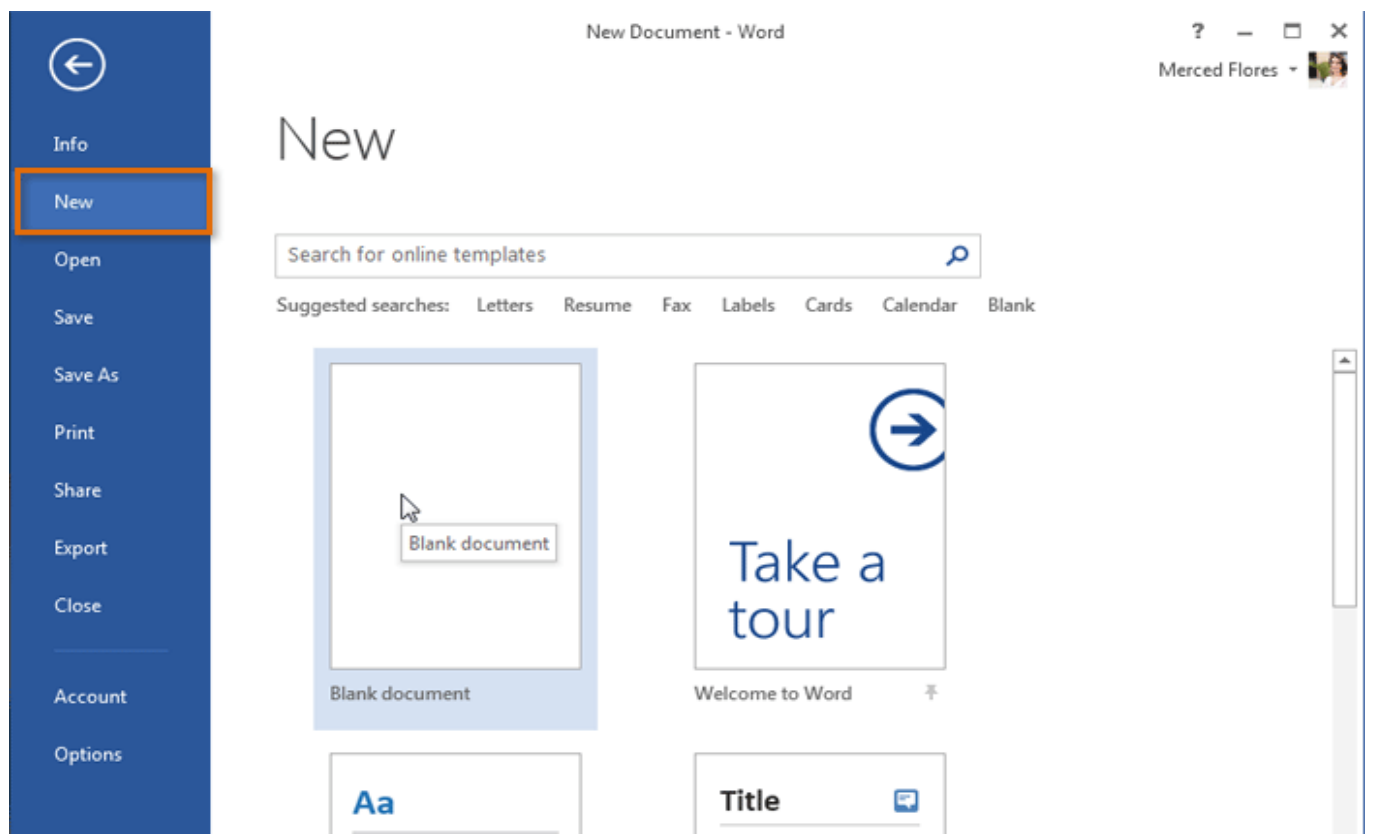 New Document - Word
?
Merced Flores
Info
New
Open
Save
Save As
Print
Share
Export
Close
Account
Options
New
Search for online templates
Suggested searches: Letters Resume Fax Labels Cards Calendar Blank
Blank document
Take a
tour
Blank document
Welcome to Word
Aa
Title